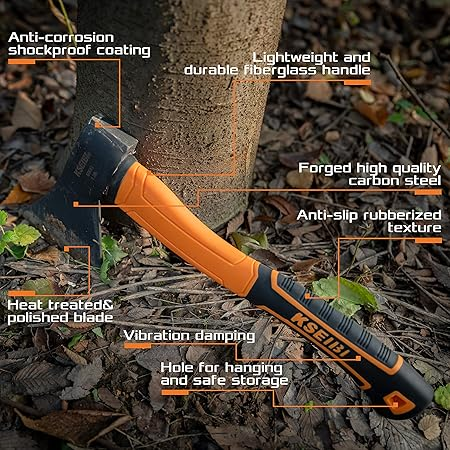 Anti-corrosion
shockproof coating
Lightweight and
durable fiberglass handle
KSEIBI
Forged high quality
carbon steel
Anti-slip rubberized
texture
Heat treated&
polished blade
Vibration damping
KSEIBI
Hole for hanging
and safe storage